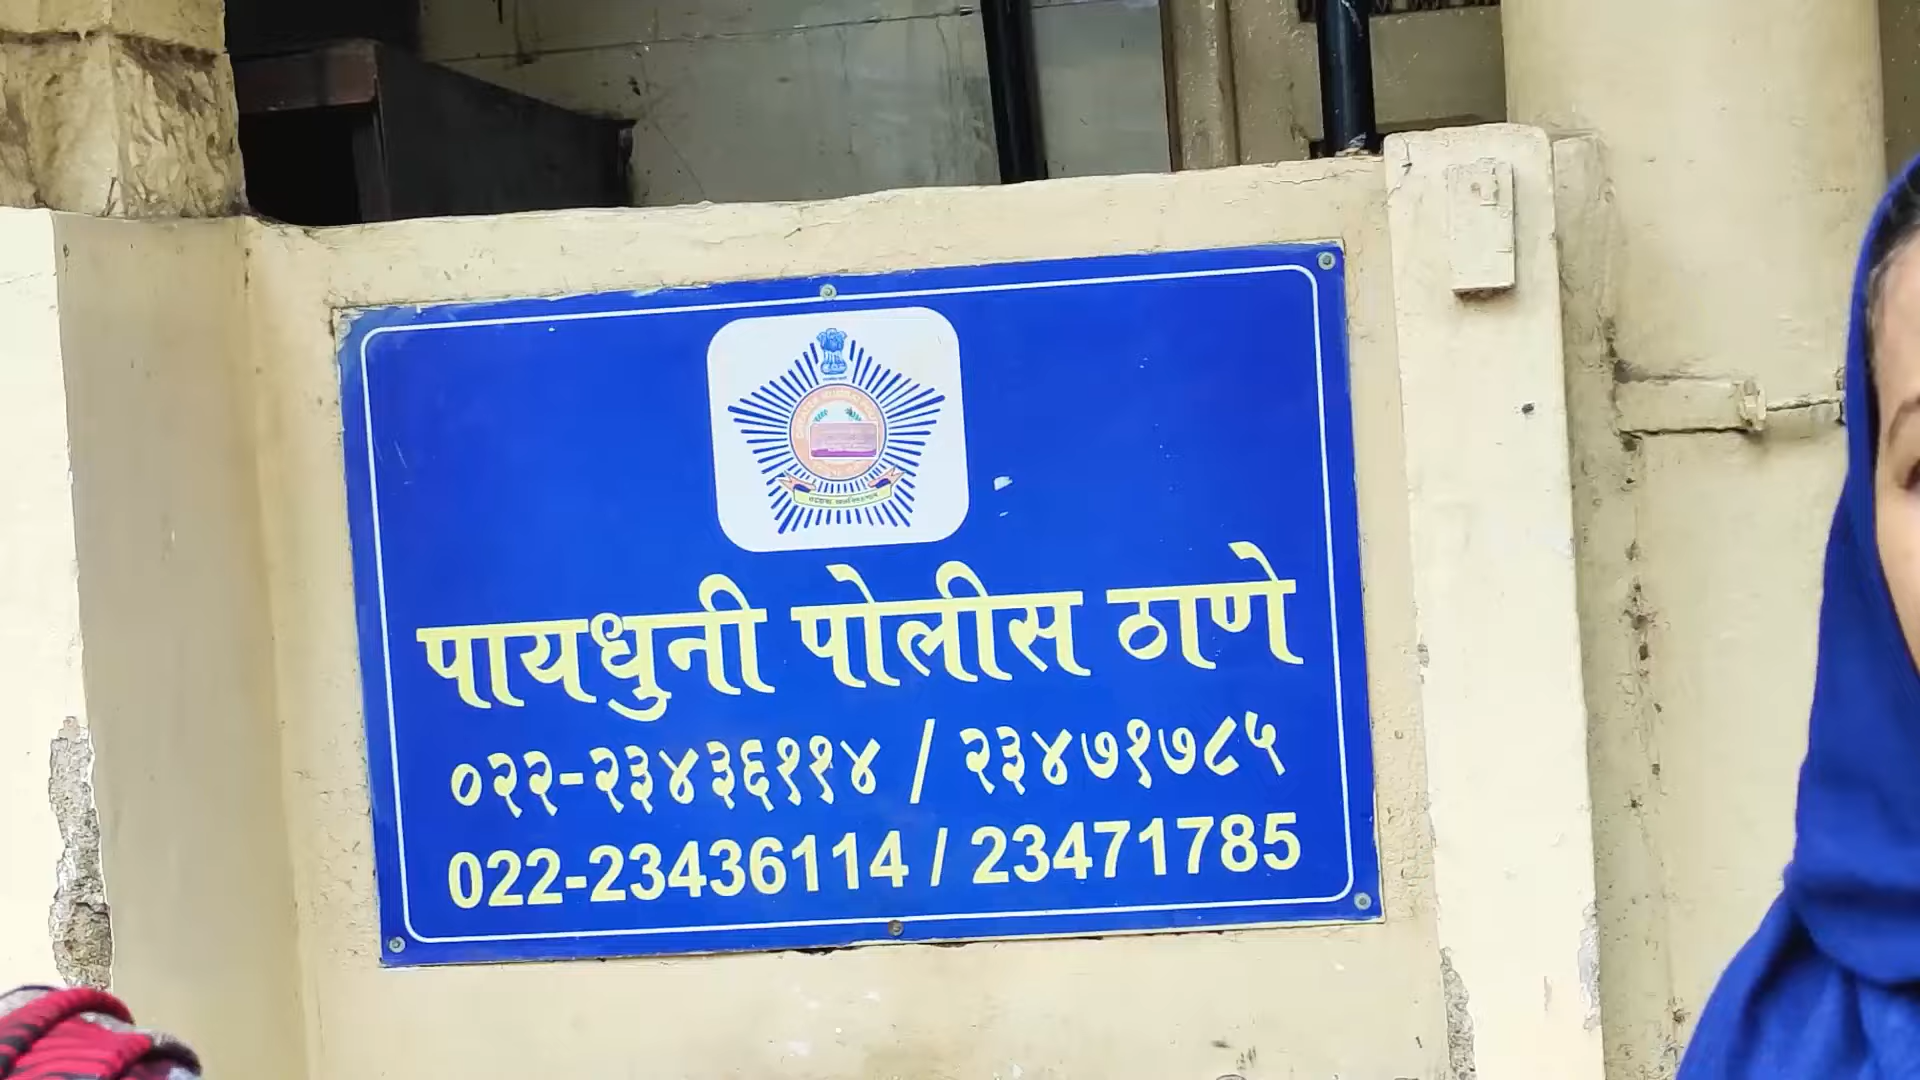 पायधुनी पोलीस ठाणे
०२२-२३४३६११४ / २३४७१७८५
022-23436114 / 23471785